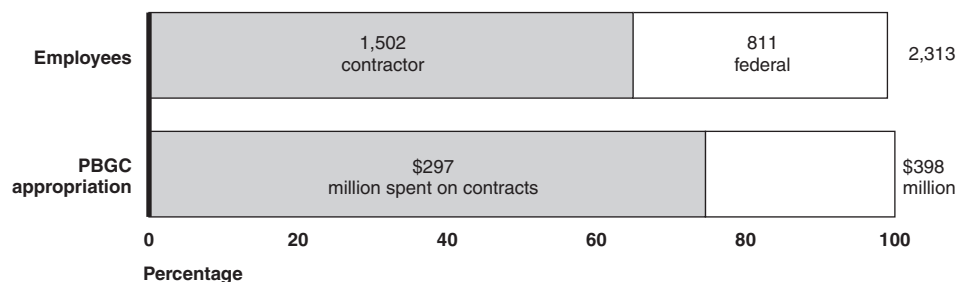 Employees
1,502
contractor
811
federal
2,313
PBGC
appropriation
$297
million spent on contracts
$398
million
0 20 40 60 80 100
Percentage